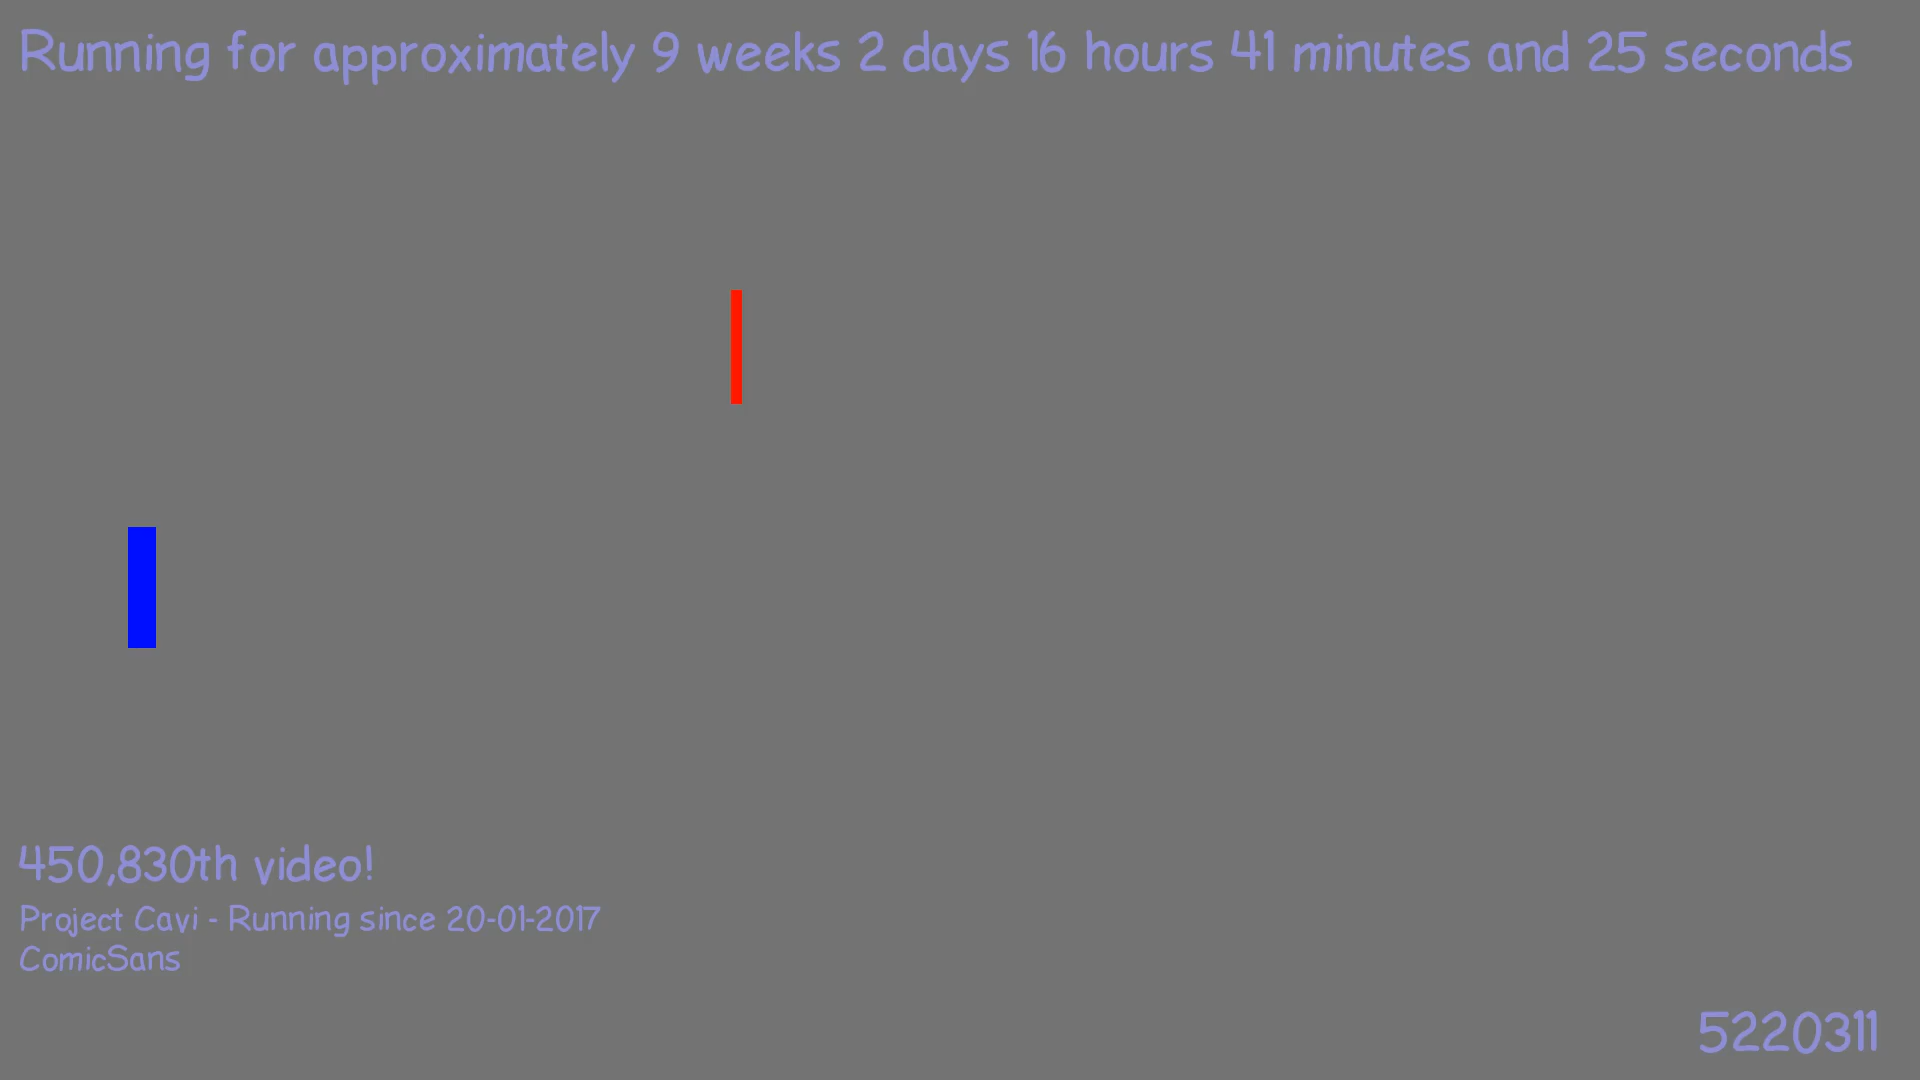 Running for approximately 9 weeks 2 days 16 hours 41 minutes and 25 seconds
450,830th video!
Project Cavi - Running since 20-01-2017
ComicSans
5220311